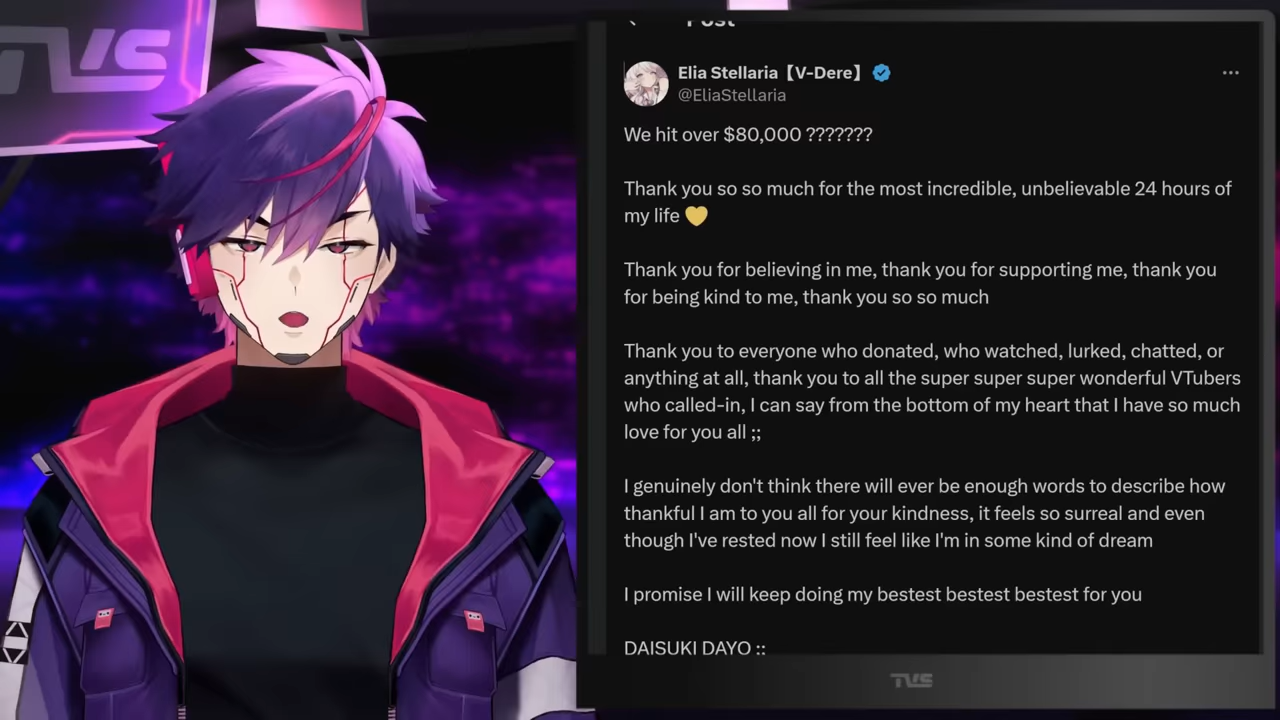 TVS
Post
Elia Stellaria【V-Dere】
@EliaStellaria
We hit over $80,000 ???????
Thank you so so much for the most incredible, unbelievable 24 hours of
my life 💛
Thank you for believing in me, thank you for supporting me, thank you
for being kind to me, thank you so so much
Thank you to everyone who donated, who watched, lurked, chatted, or
anything at all, thank you to all the super super super wonderful VTubers
who called-in, I can say from the bottom of my heart that I have so much
love for you all ;;
I genuinely don't think there will ever be enough words to describe how
thankful I am to you all for your kindness, it feels so surreal and even
though I've rested now I still feel like I'm in some kind of dream
I promise I will keep doing my bestest bestest bestest for you
DAISUKI DAYO ;;
TVS